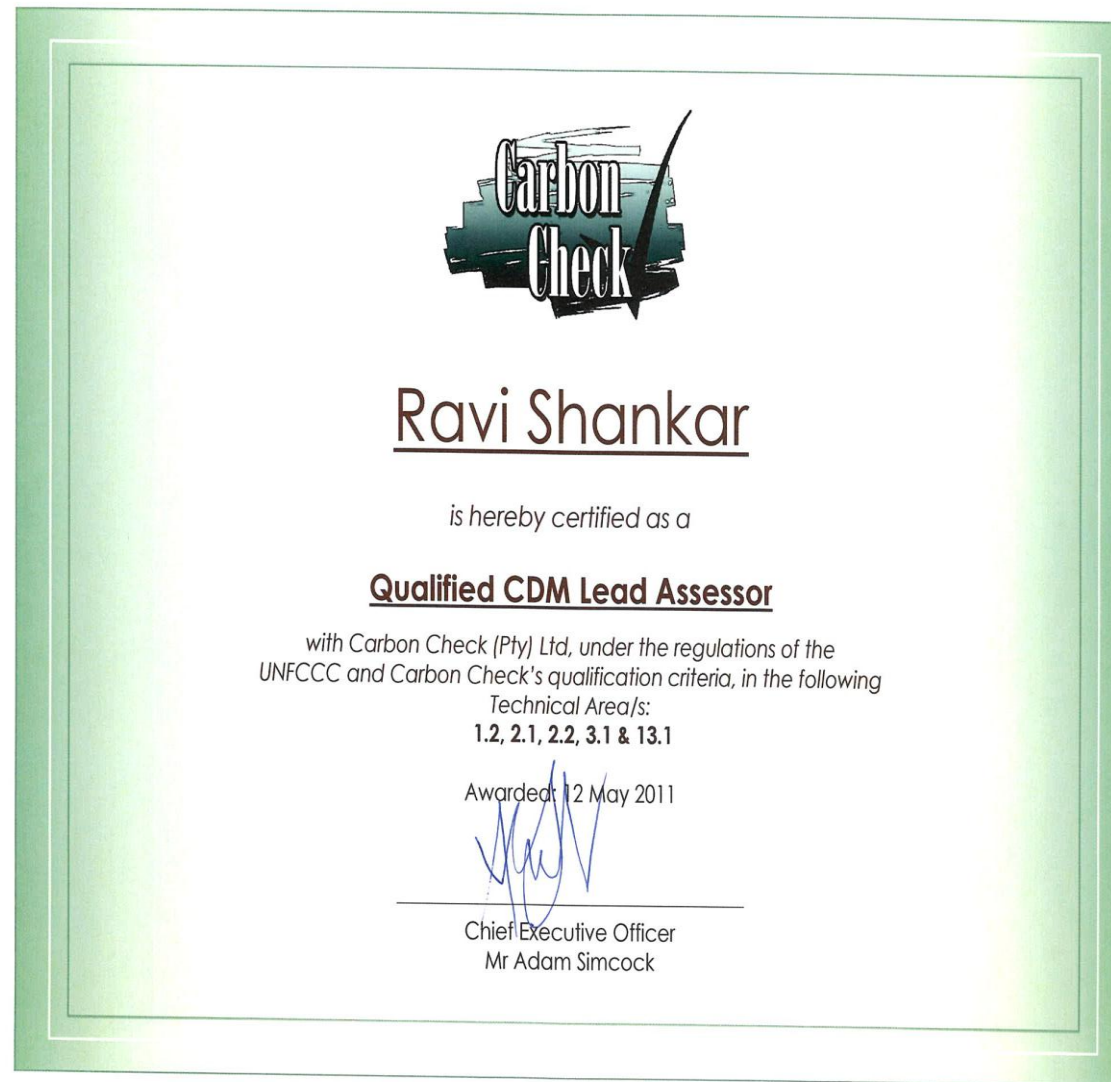 Carbon
Check
Ravi Shankar
is hereby certified as a
Qualified CDM Lead Assessor
with Carbon Check (Pty) Ltd, under the regulations of the
UNFCCC and Carbon Check's qualification criteria, in the following
Technical Area/s:
1.2, 2.1, 2.2, 3.1 & 13.1
Awarded: 12 May 2011
Chief Executive Officer
Mr Adam Simcock